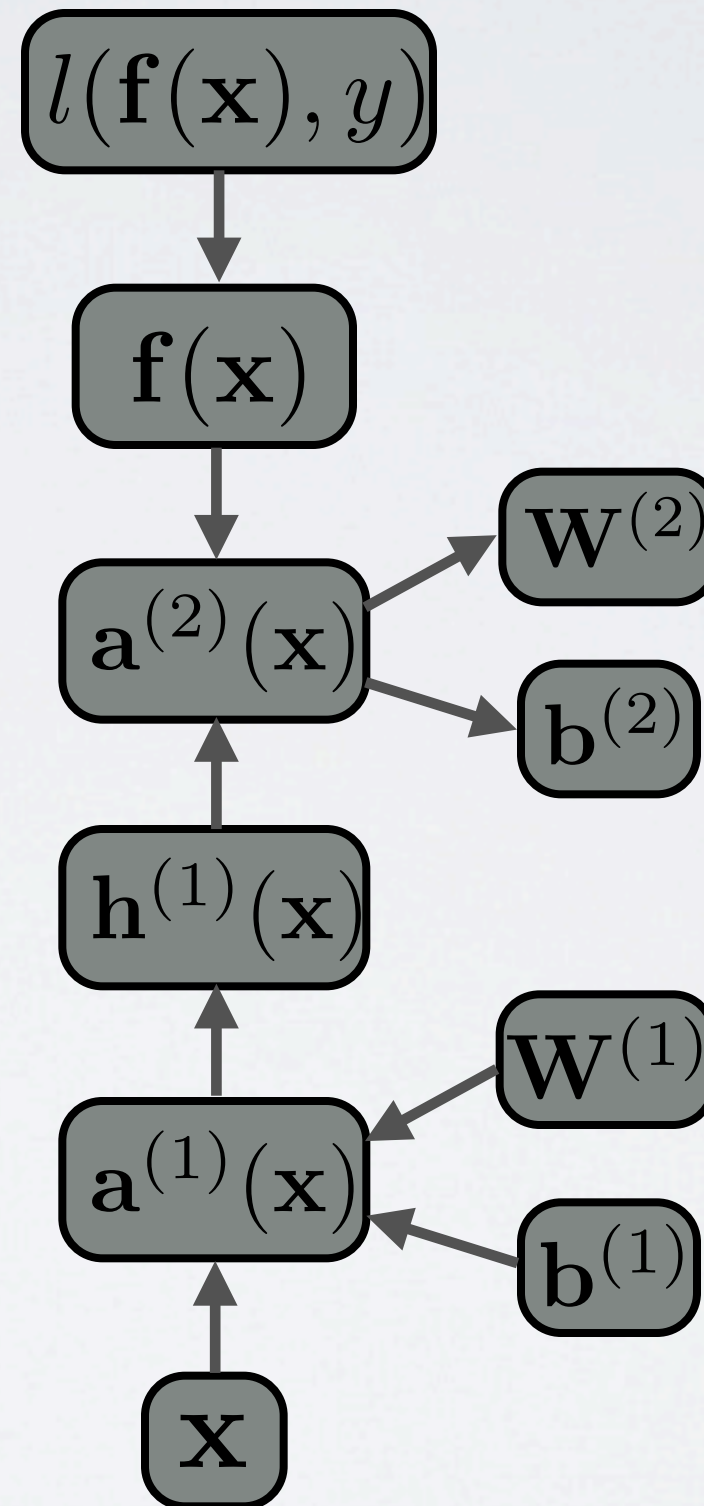 l(f(x), y)
f(x)
W^(2)
a^(2)(x)
b^(2)
h^(1)(x)
W^(1)
a^(1)(x)
b^(1)
x